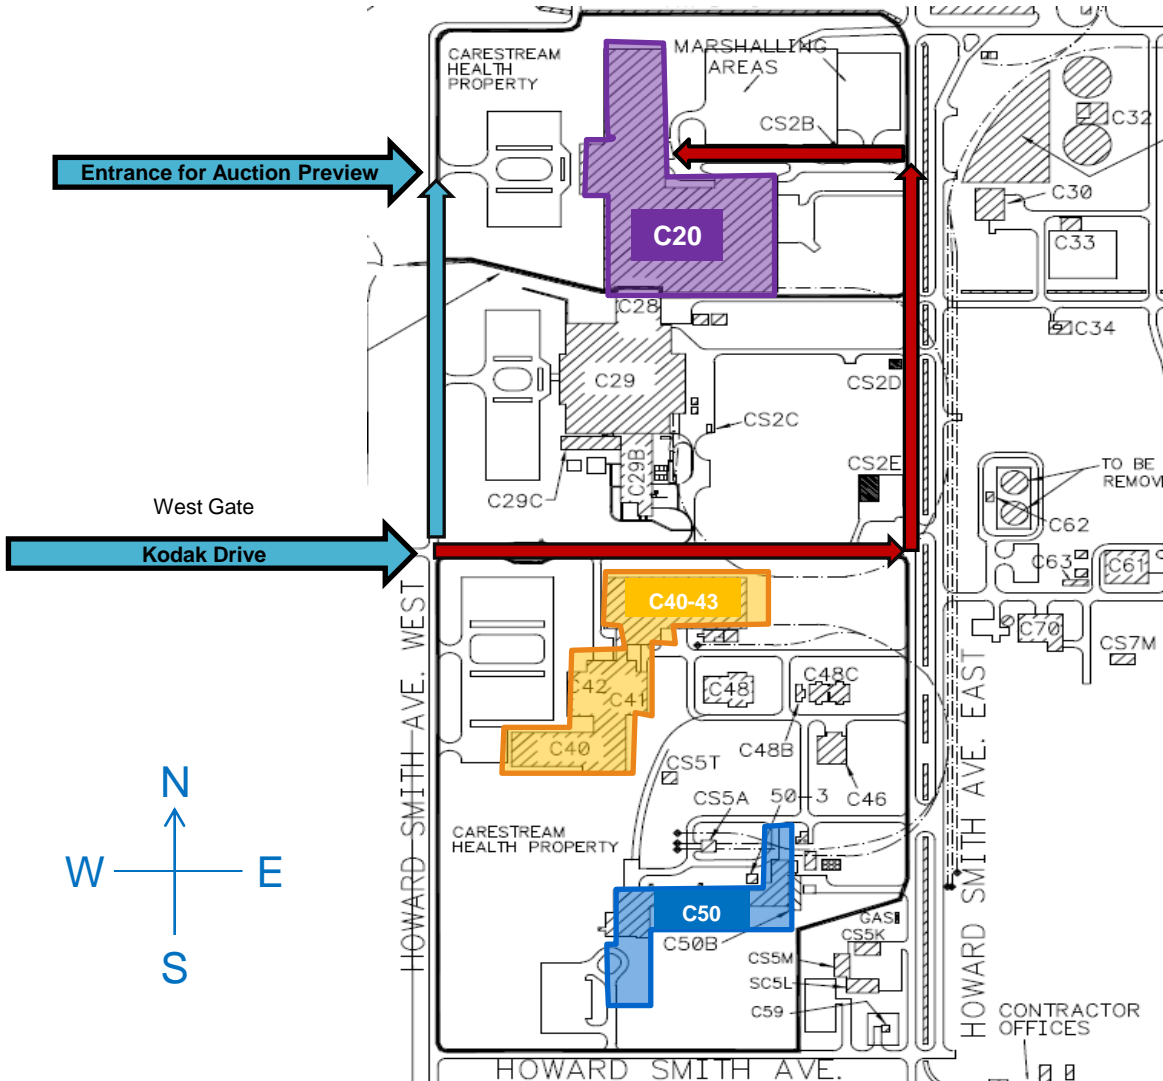 CARESTREAM
HEALTH
PROPERTY
MARSHALLING
AREAS
CS2B
C32
Entrance for Auction Preview
C30
C20
C33
C28
C34
C29
CS2D
CS2C
C29B
CS2E
TO BE
C29C
West Gate
C62
Kodak Drive
C63
C61
C40-43
C70
CS7M
HOWARD SMITH AVE. WEST
C42
C41
C48
C48C
C40
C48B
CS5T
C46
N
CS5A
50-3
HOWARD SMITH AVE. EAST
CARESTREAM
HEALTH PROPERTY
W
E
C50
GAS
CS5K
C50B
CS5M
S
SC5L
C59
CONTRACTOR
OFFICES
HOWARD SMITH AVE.